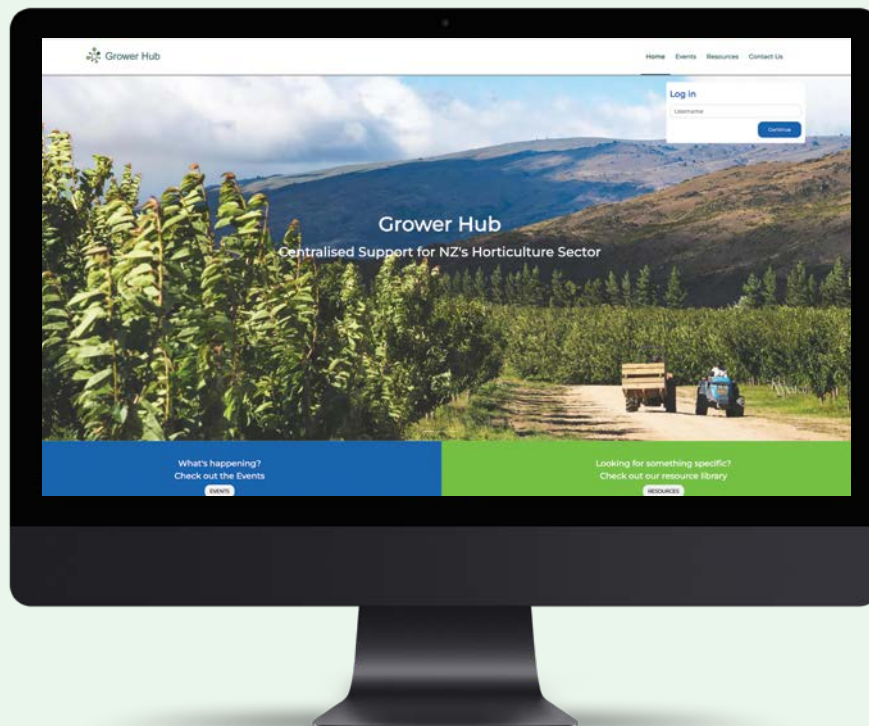 Grower Hub
Home Events Resources Contact Us
Log in
Username
Continue
Grower Hub
Centralised Support for NZ's Horticulture Sector
What's happening?
Check out the Events
EVENTS
Looking for something specific?
Check out our resource library
RESOURCES